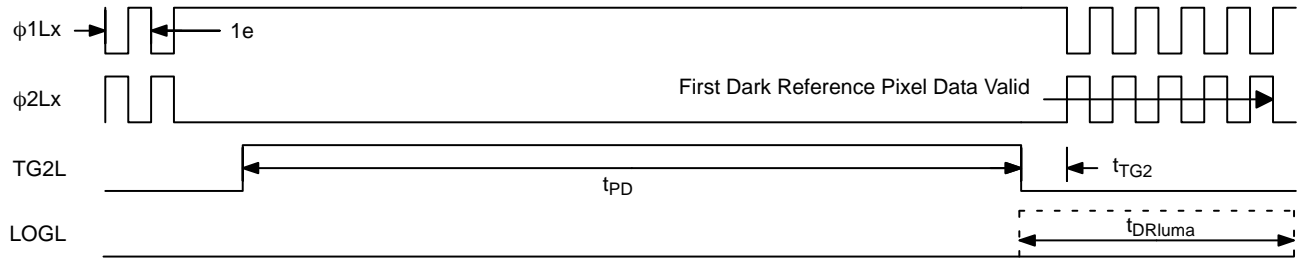 ϕ1Lx
1e
ϕ2Lx
First Dark Reference Pixel Data Valid
TG2L
tPD
tTG2
LOGL
tDRluma